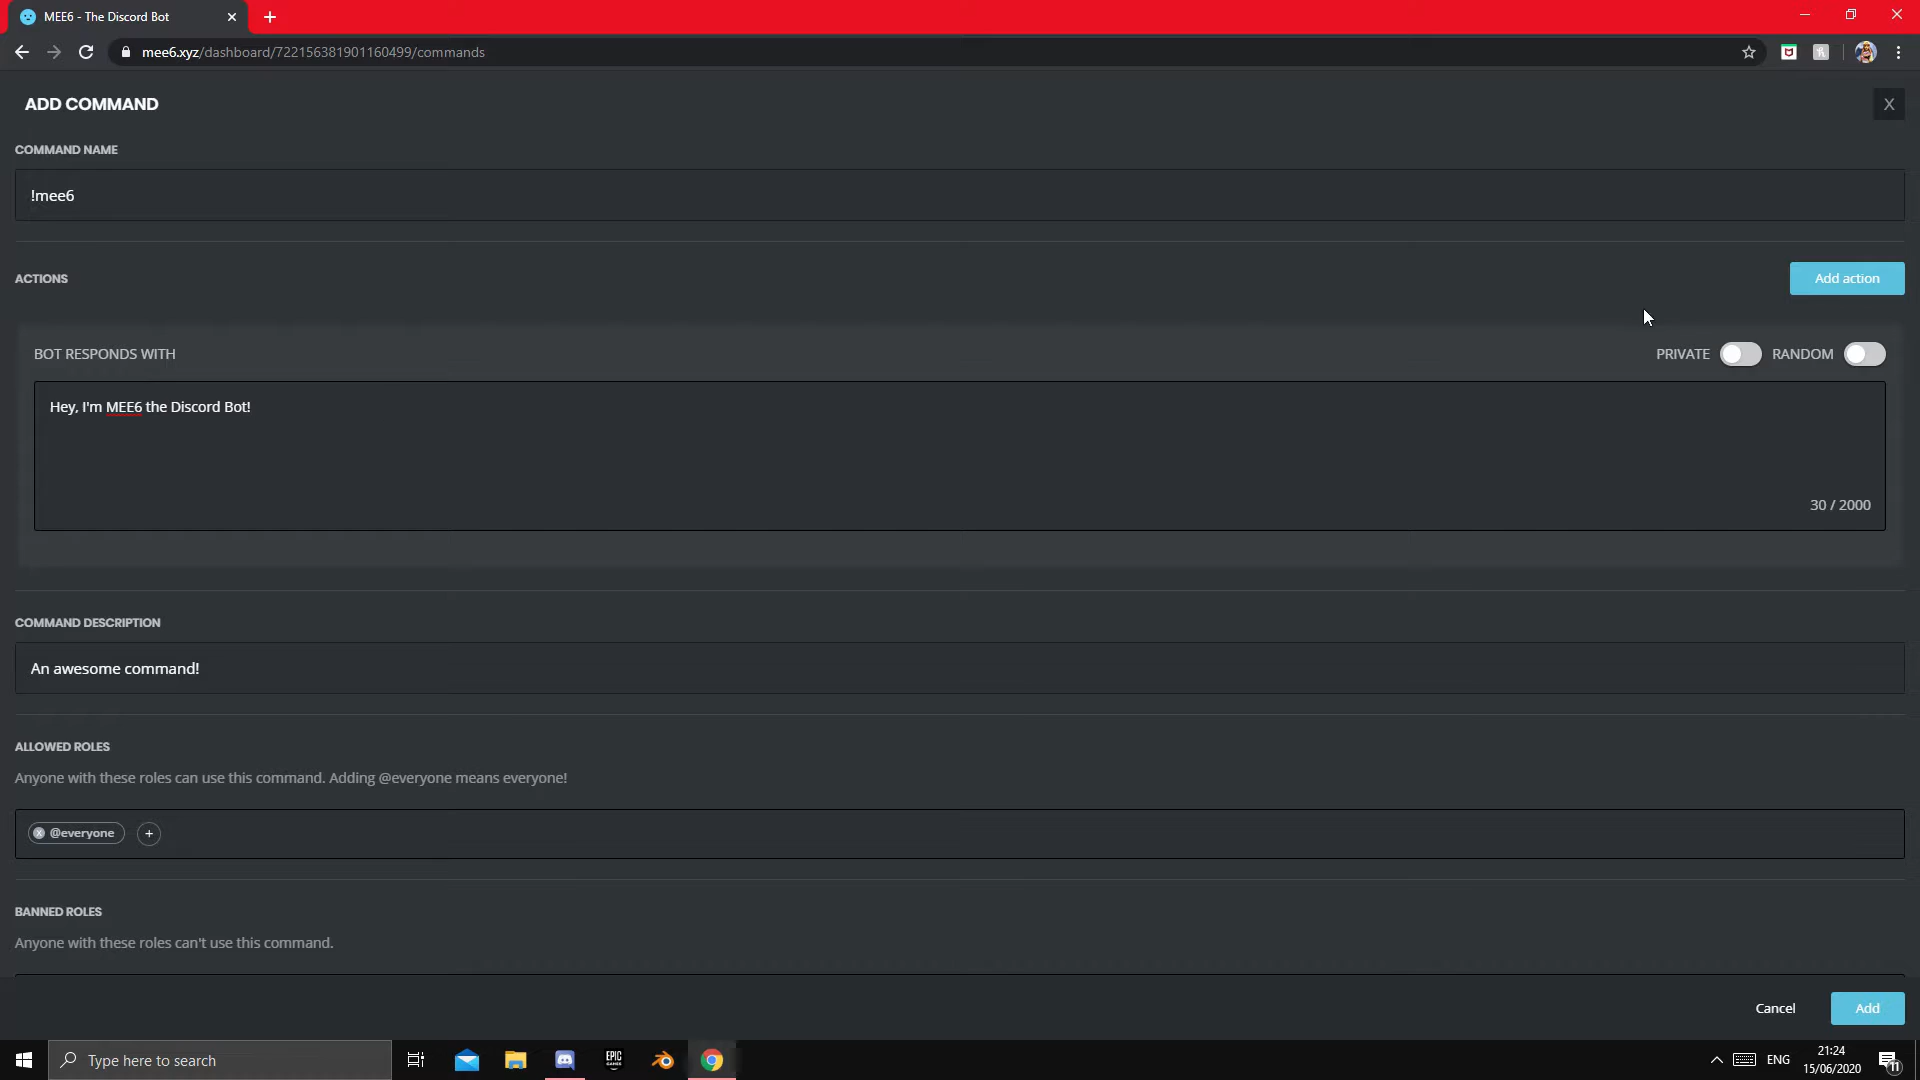 MEE6 - The Discord Bot
mee6.xyz/dashboard/722156381901160499/commands
ADD COMMAND
X
COMMAND NAME
!mee6
ACTIONS
Add action
BOT RESPONDS WITH
PRIVATE
RANDOM
Hey, I'm MEE6 the Discord Bot!
30 / 2000
COMMAND DESCRIPTION
An awesome command!
ALLOWED ROLES
Anyone with these roles can use this command. Adding @everyone means everyone!
@everyone
+
BANNED ROLES
Anyone with these roles can't use this command.
Cancel
Add
Type here to search
EPIC
GAMES
ENG
21:24
15/06/2020
11